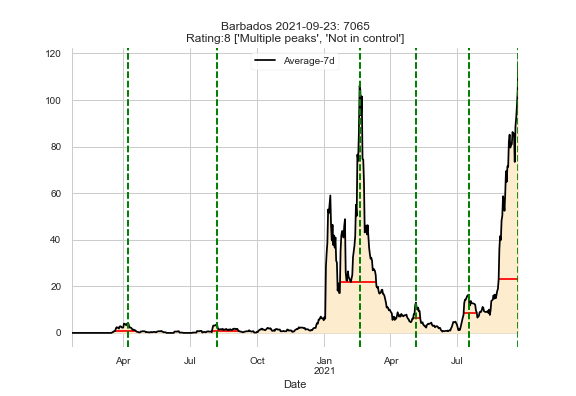 Barbados 2021-09-23: 7065
Rating:8 ['Multiple peaks', 'Not in control']
Average-7d
120
100
80
60
40
20
0
Apr Jul Oct Jan Apr Jul
2021
Date